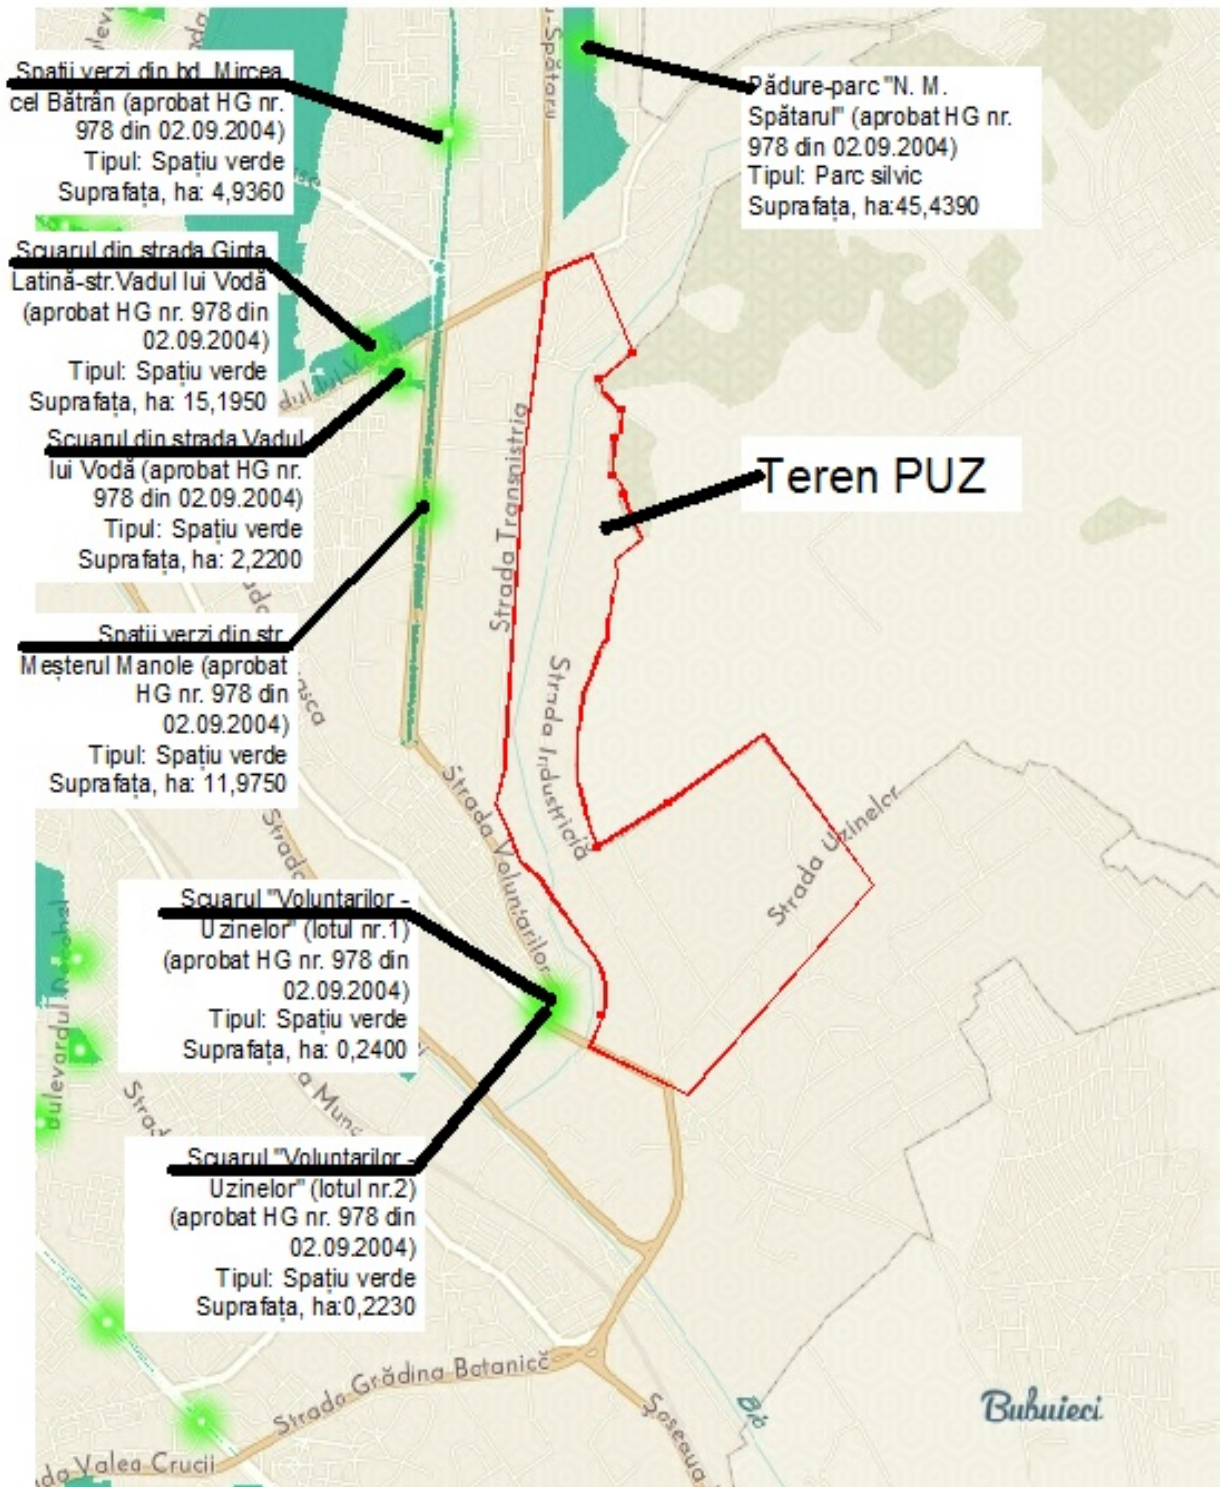 Spații verzi din bd. Mircea
cel Bătrân (aprobat HG nr.
978 din 02.09.2004)
Tipul: Spațiu verde
Suprafața, ha: 4,9360
Pădure-parc "N. M.
Spătarul" (aprobat HG nr.
978 din 02.09.2004)
Tipul: Parc silvic
Suprafața, ha:45,4390
Scuarul din strada Ginta
Latină-str.Vadul lui Vodă
(aprobat HG nr. 978 din
02.09.2004)
Tipul: Spațiu verde
Suprafața, ha: 15,1950
Scuarul din strada Vadul
lui Vodă (aprobat HG nr.
978 din 02.09.2004)
Tipul: Spațiu verde
Suprafața, ha: 2,2200
Teren PUZ
Spații verzi din str.
Meșterul Manole (aprobat
HG nr. 978 din
02.09.2004)
Tipul: Spațiu verde
Suprafața, ha: 11,9750
Scuarul "Voluntarilor -
Uzinelor" (lotul nr.1)
(aprobat HG nr. 978 din
02.09.2004)
Tipul: Spațiu verde
Suprafața, ha: 0,2400
Scuarul "Voluntarilor -
Uzinelor" (lotul nr.2)
(aprobat HG nr. 978 din
02.09.2004)
Tipul: Spațiu verde
Suprafața, ha:0,2230
u-Spătaru
Strada Transnistria
Strada Industrială
Strada Voluntarilor
Strada Uzinelor
Strada
Strada Grădina Botanică
da Valea Crucii
Șoseaua
Bîc
Bubuieci